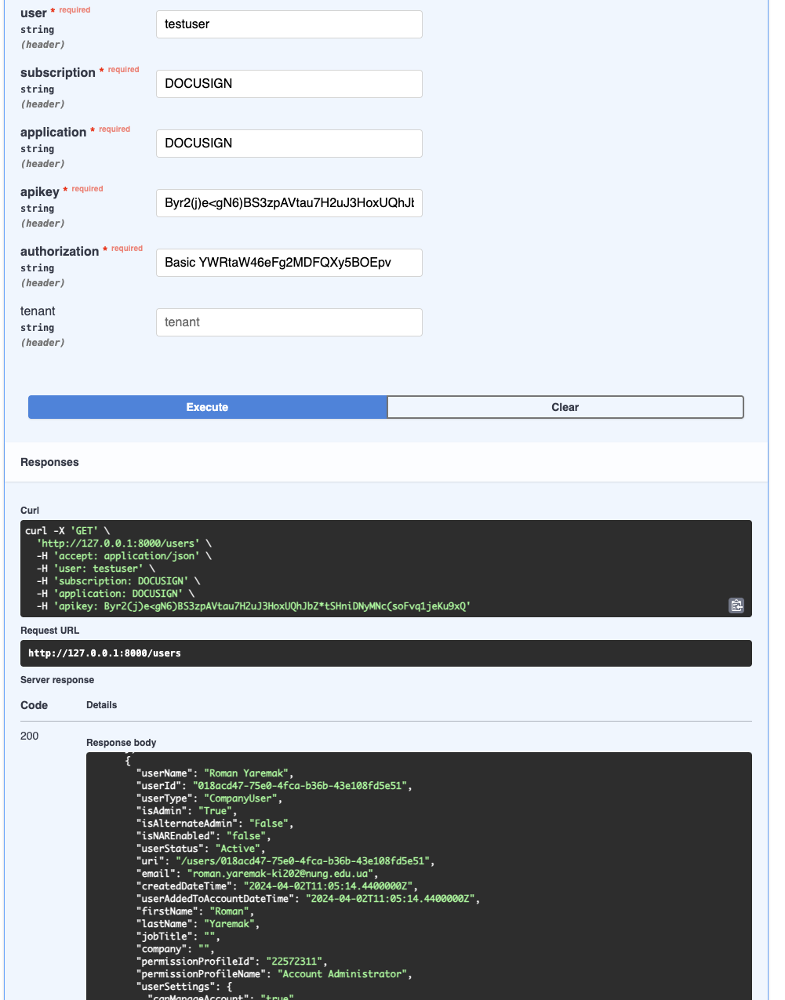 user * required
string
(header)
testuser
subscription * required
string
(header)
DOCUSIGN
application * required
string
(header)
DOCUSIGN
apikey * required
string
(header)
Byr2(j)e<gN6)BS3zpAVtau7H2uJ3HoxUQhJb
authorization * required
string
(header)
Basic YWRtaW46eFg2MDFQXy5BOEpv
tenant
string
(header)
tenant
Execute
Clear
Responses
Curl
curl -X 'GET' \
'http://127.0.0.1:8000/users' \
-H 'accept: application/json' \
-H 'user: testuser' \
-H 'subscription: DOCUSIGN' \
-H 'application: DOCUSIGN' \
-H 'apikey: Byr2(j)e<gN6)BS3zpAVtau7H2uJ3HoxUQhJbZ*tSHniDNyMNc(soFvq1jeKu9xQ'
Request URL
http://127.0.0.1:8000/users
Server response
Code Details
200
Response body
{
"userName": "Roman Yaremak",
"userId": "018acd47-75e0-4fca-b36b-43e108fd5e51",
"userType": "CompanyUser",
"isAdmin": "True",
"isAlternateAdmin": "False",
"isNAREnabled": "false",
"userStatus": "Active",
"uri": "/users/018acd47-75e0-4fca-b36b-43e108fd5e51",
"email": "roman.yaremak-ki202@nung.edu.ua",
"createdDateTime": "2024-04-02T11:05:14.4400000Z",
"userAddedToAccountDateTime": "2024-04-02T11:05:14.4400000Z",
"firstName": "Roman",
"lastName": "Yaremak",
"jobTitle": "",
"company": "",
"permissionProfileId": "22572311",
"permissionProfileName": "Account Administrator",
"userSettings": {
"canManageAccount": "true"